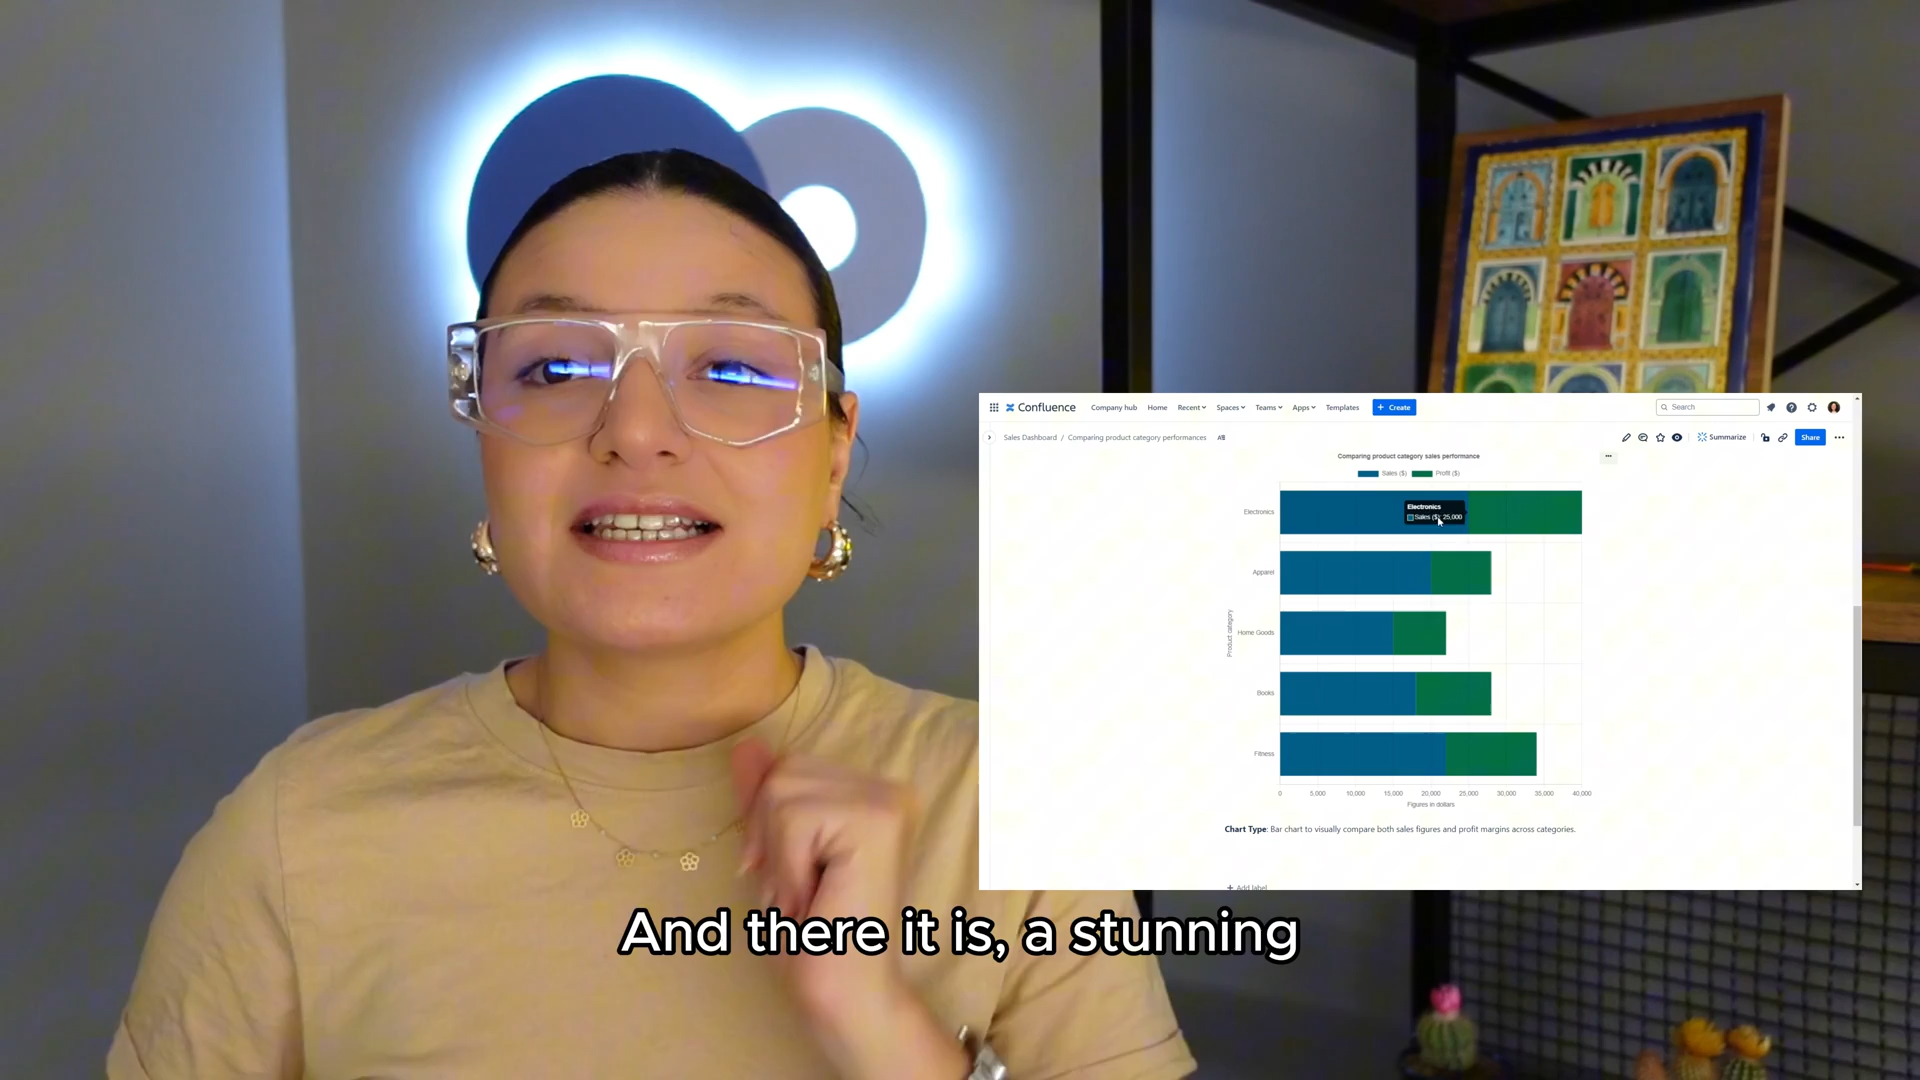 Confluence
Company hub
Home
Recent
Spaces
Teams
Apps
Templates
+ Create
Search
Sales Dashboard / Comparing product category performances
Summarize
Share
Comparing product category sales performance
Sales ($)
Profit ($)
Product category
Electronics
Electronics
Sales ($): 25,000
Apparel
Home Goods
Books
Fitness
0 5,000 10,000 15,000 20,000 25,000 30,000 35,000 40,000
Figures in dollars
Chart Type: Bar chart to visually compare both sales figures and profit margins across categories.
+ Add label
And there it is, a stunning